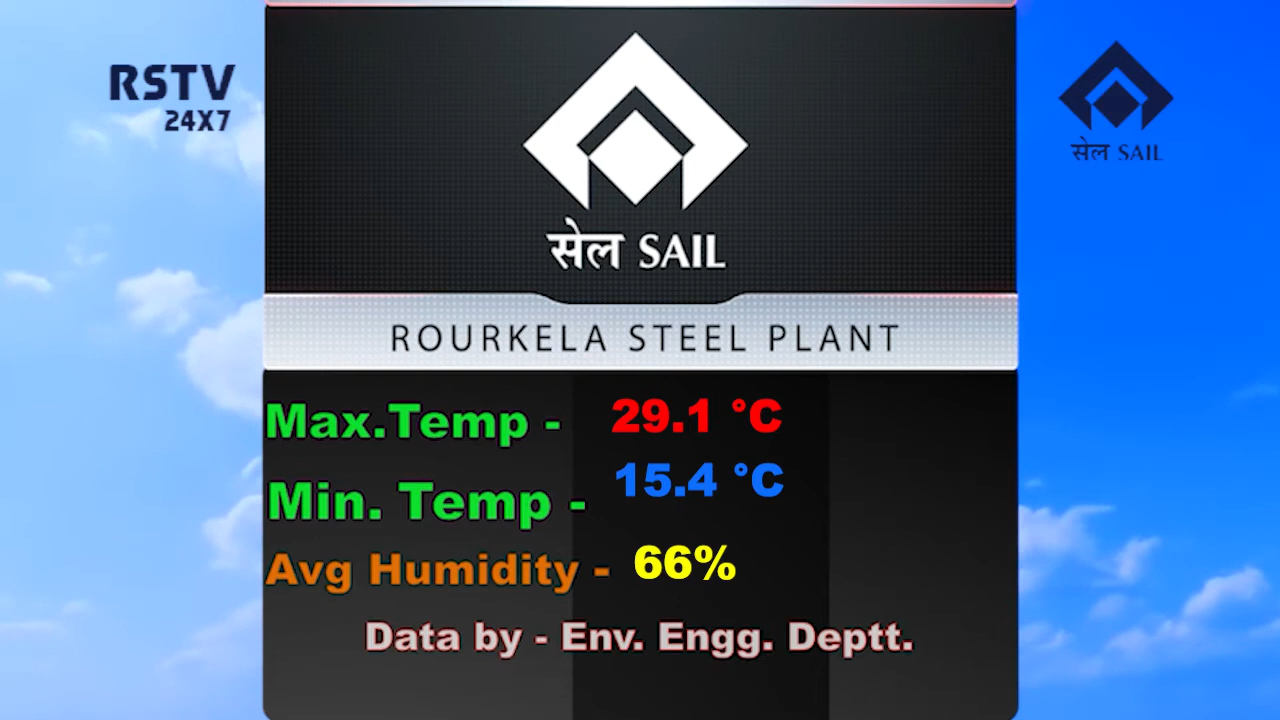 RSTV
24X7
सेल SAIL
सेल SAIL
ROURKELA STEEL PLANT
Max.Temp - 29.1 °C
Min. Temp - 15.4 °C
Avg Humidity - 66%
Data by - Env. Engg. Deptt.